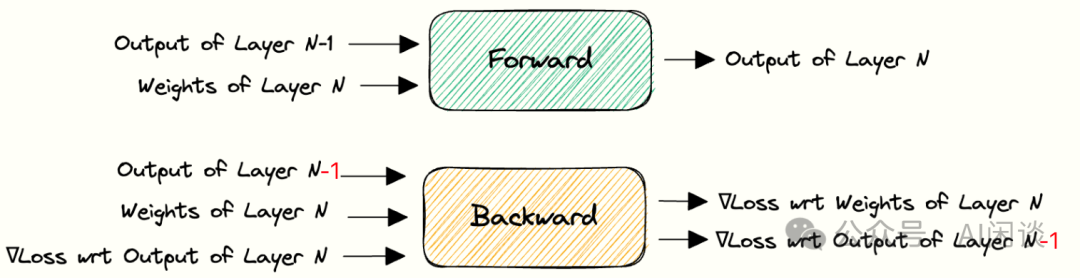 Output of Layer N-1
Weights of Layer N
Forward
Output of Layer N
Output of Layer N-1
Weights of Layer N
∇Loss wrt Output of Layer N
Backward
∇Loss wrt Weights of Layer N
∇Loss wrt Output of Layer N-1
公众号 AI闲谈